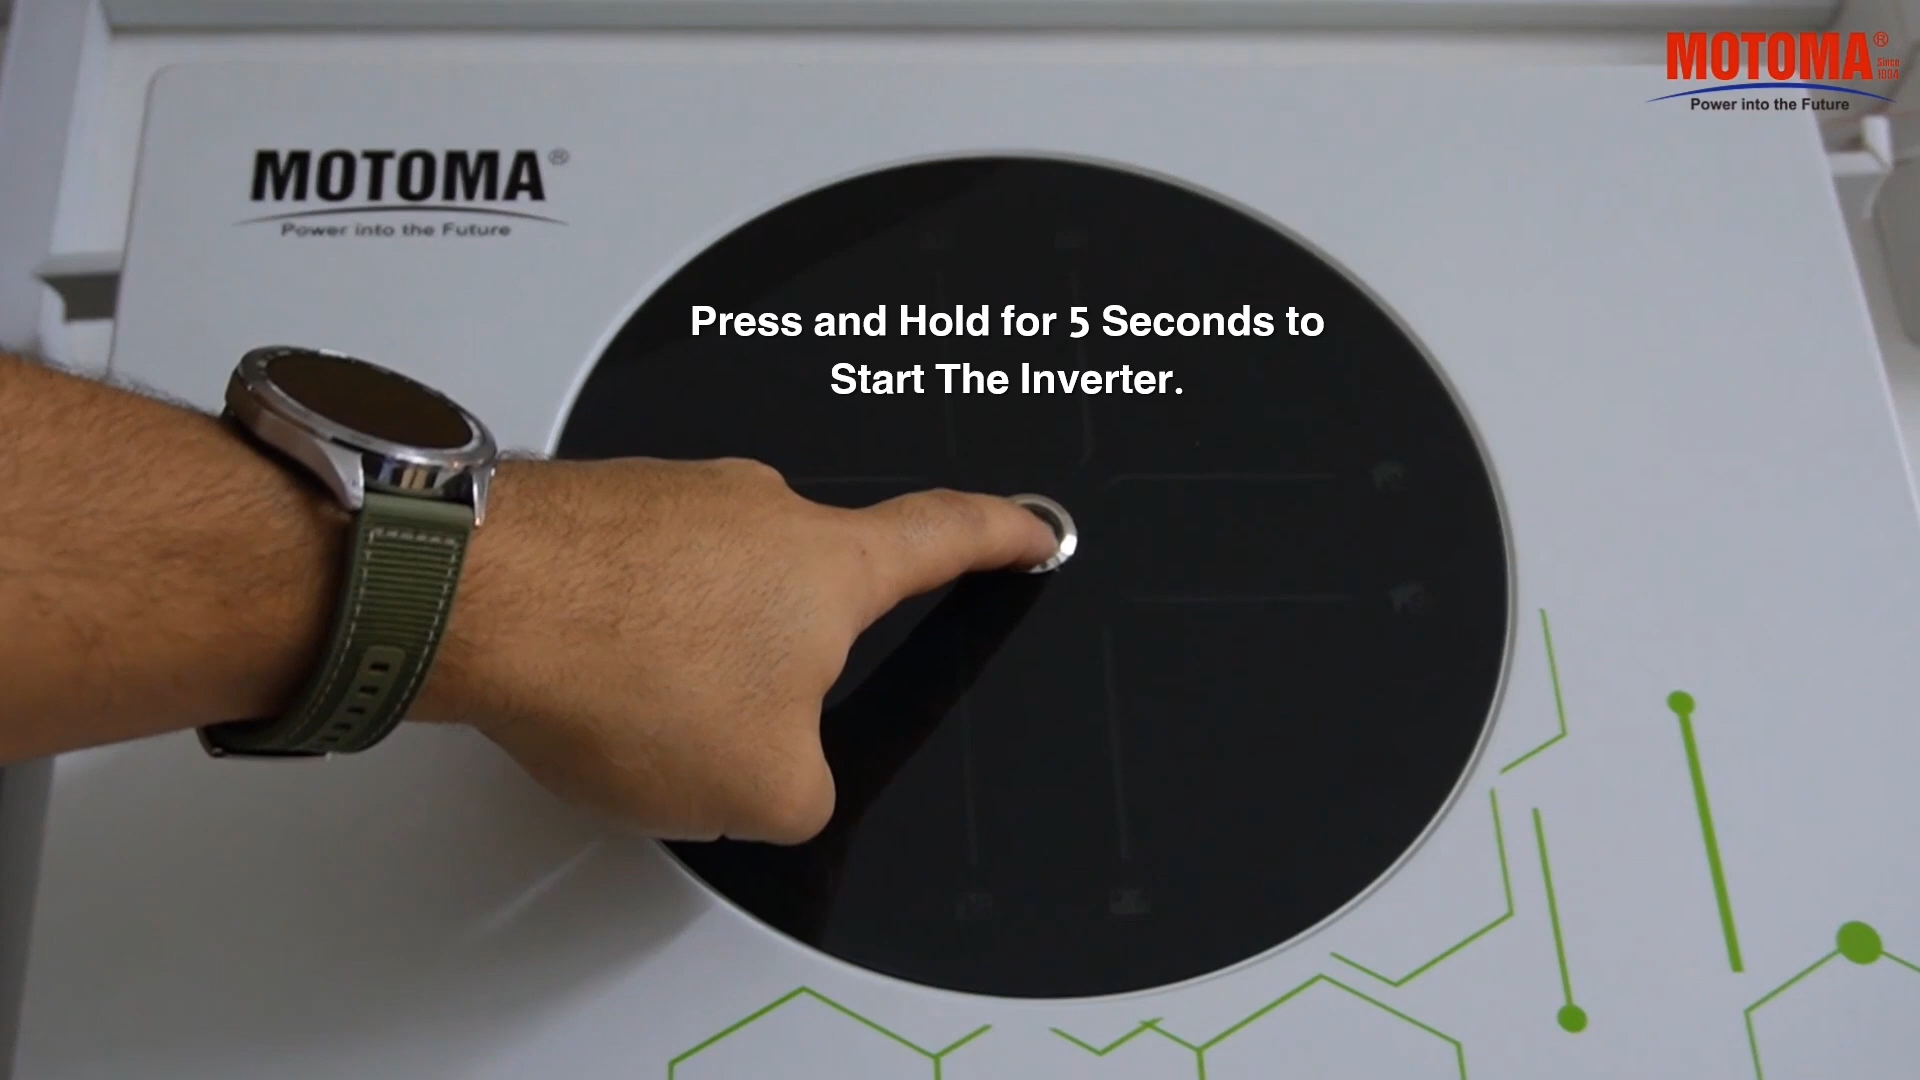 MOTOMA®
Since
1994
Power into the Future
MOTOMA®
Power into the Future
Press and Hold for 5 Seconds to
Start The Inverter.